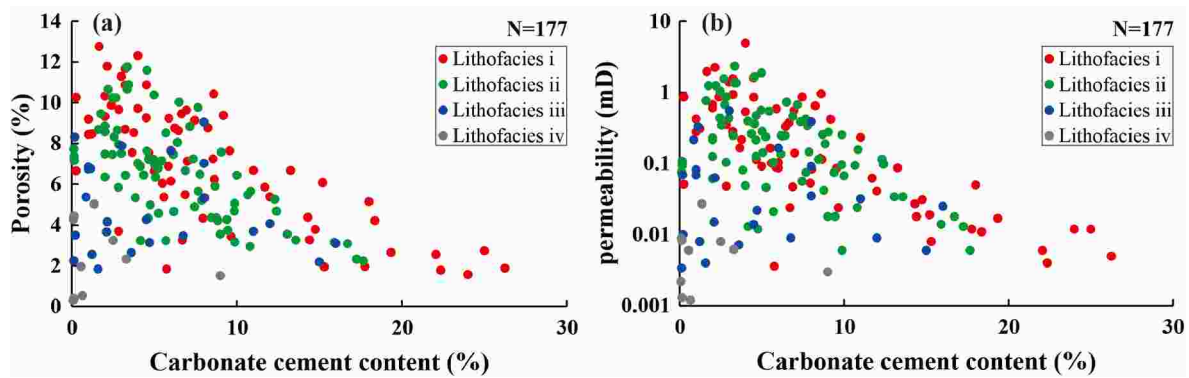 (a)
N=177
Lithofacies i
Lithofacies ii
Lithofacies iii
Lithofacies iv
14
12
10
8
6
4
2
0
0
10
20
30
Porosity (%)
Carbonate cement content (%)
(b)
N=177
Lithofacies i
Lithofacies ii
Lithofacies iii
Lithofacies iv
10
1
0.1
0.01
0.001
0
10
20
30
permeability (mD)
Carbonate cement content (%)